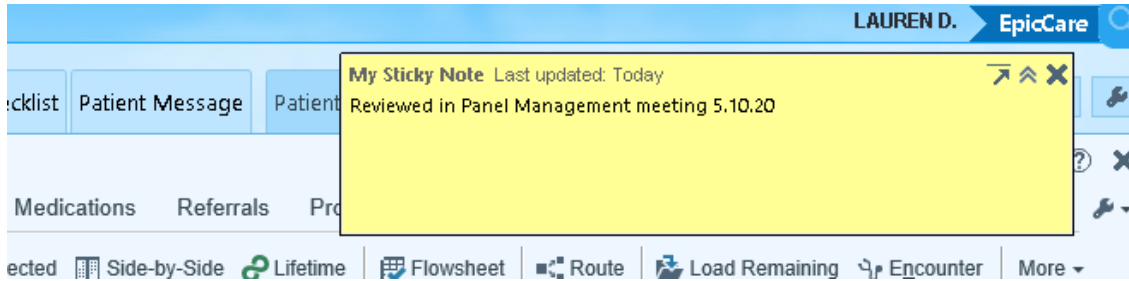 LAUREN D. EpicCare
My Sticky Note Last updated: Today
Patient Message Patient
Reviewed in Panel Management meeting 5.10.20
Medications Referrals
Side-by-Side Lifetime Flowsheet Route Load Remaining Encounter More